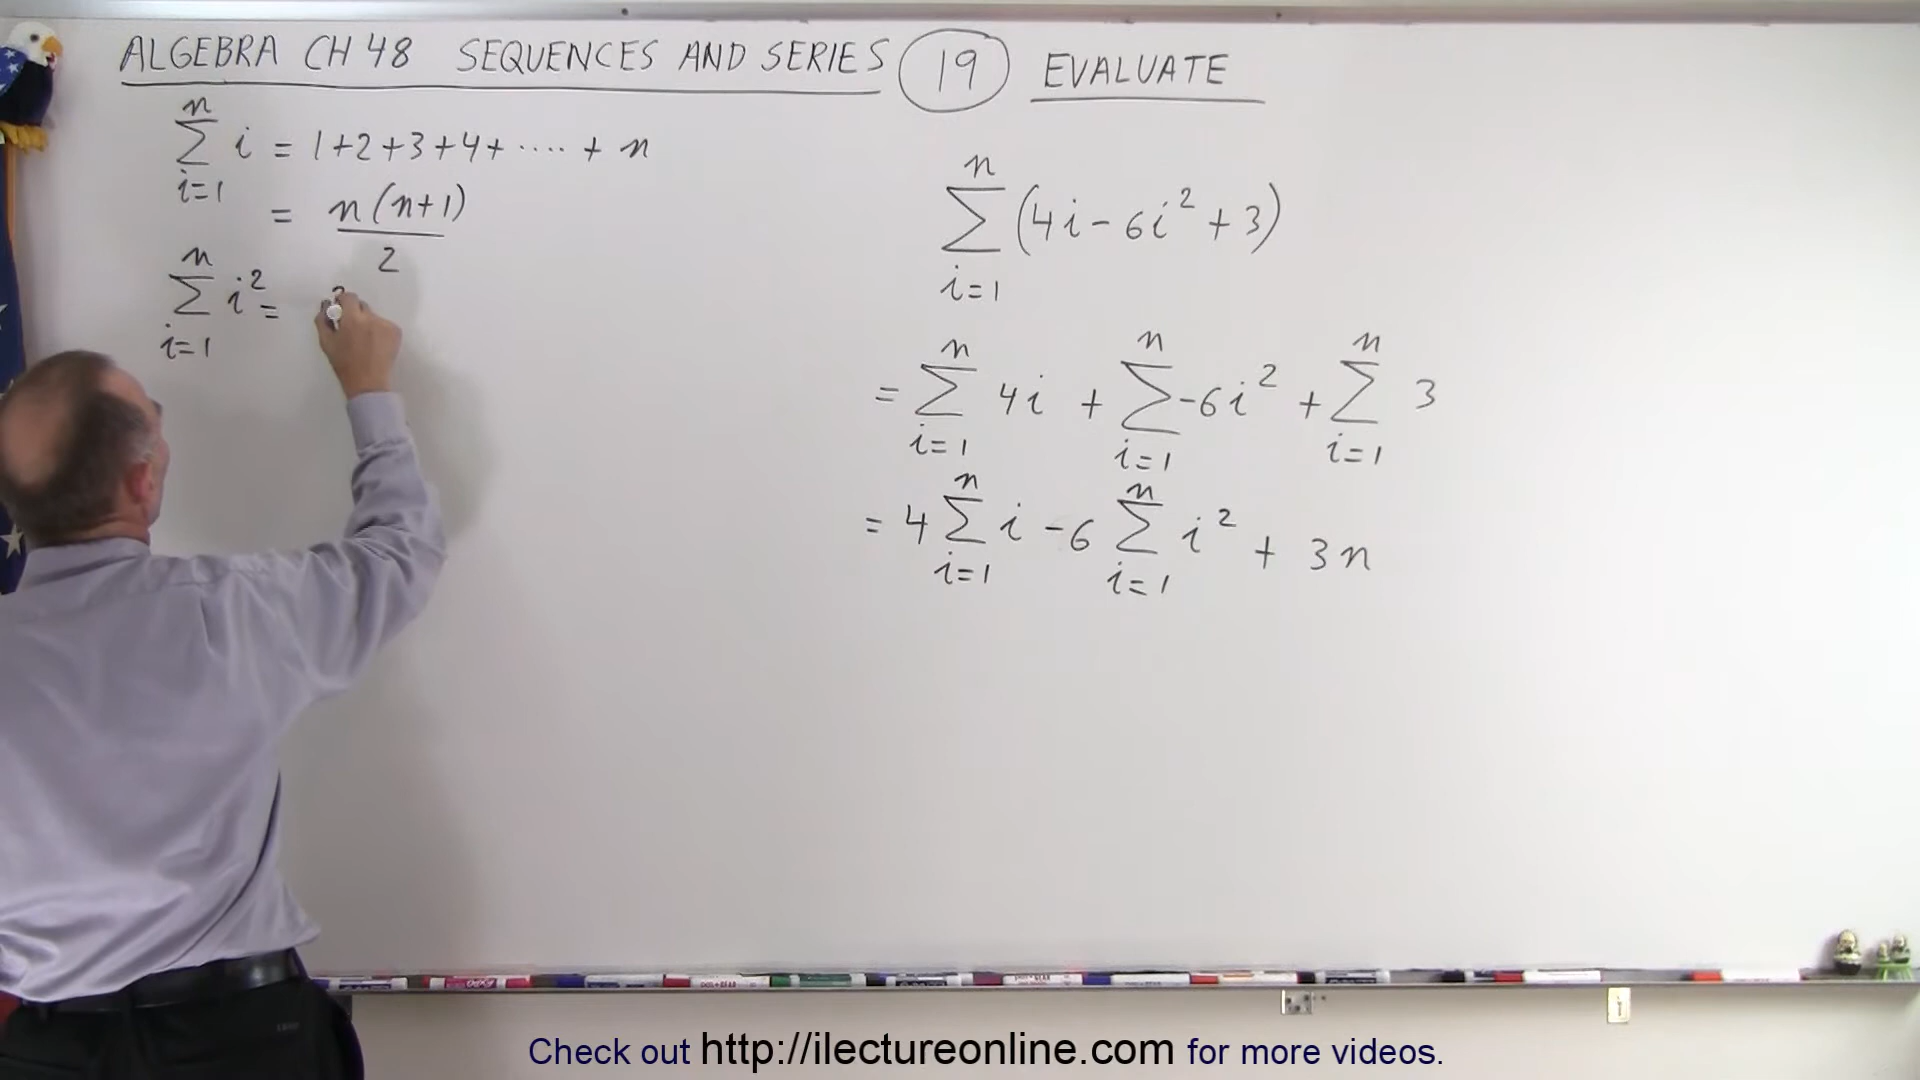 ALGEBRA CH 48 SEQUENCES AND SERIES 19 EVALUATE
n
∑ i = 1+2+3+4+ ···· + n
i=1
= n(n+1)
2
n
∑ i² =
i=1
n
∑ (4i - 6i² + 3)
i=1
n n n
= ∑ 4i + ∑ -6i² + ∑ 3
i=1 i=1 i=1
n n
= 4 ∑ i - 6 ∑ i² + 3n
i=1 i=1
Check out http://ilectureonline.com for more videos.